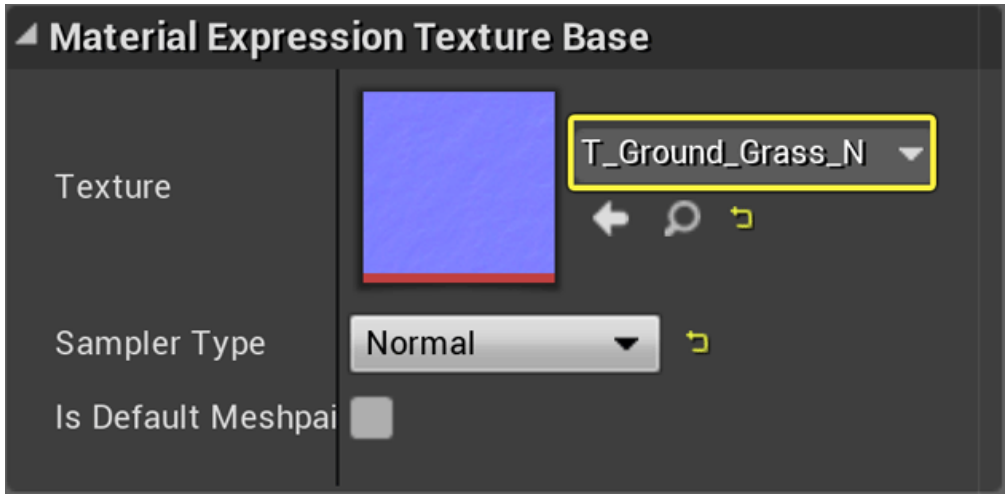 Material Expression Texture Base
Texture
T_Ground_Grass_N
Sampler Type
Normal
Is Default Meshpai